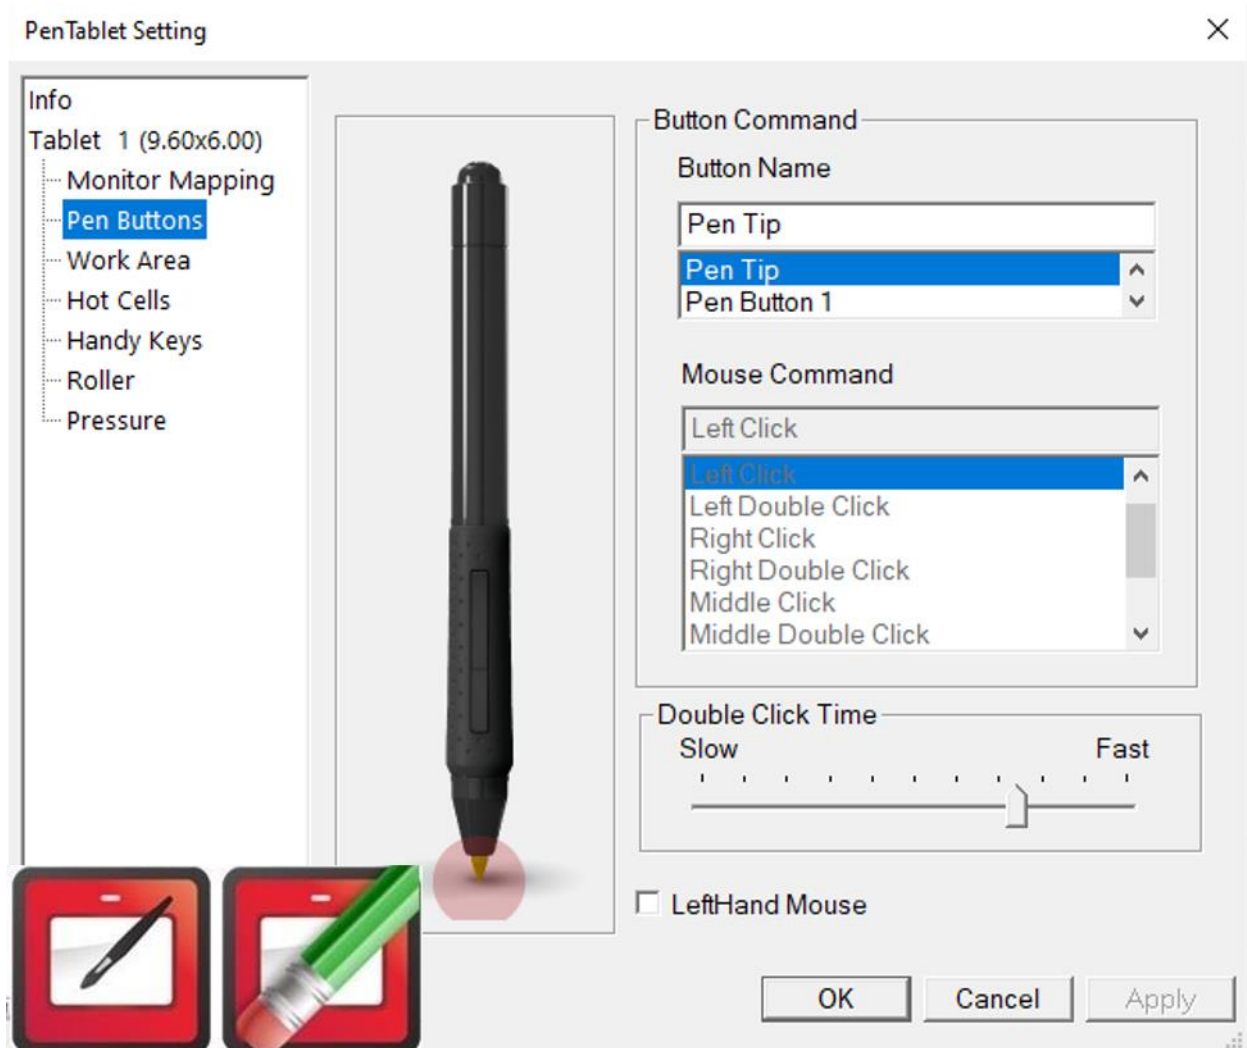 PenTablet Setting
Info
Tablet 1 (9.60x6.00)
Monitor Mapping
Pen Buttons
Work Area
Hot Cells
Handy Keys
Roller
Pressure
Button Command
Button Name
Pen Tip
Pen Tip
Pen Button 1
Mouse Command
Left Click
Left Click
Left Double Click
Right Click
Right Double Click
Middle Click
Middle Double Click
Double Click Time
Slow Fast
LeftHand Mouse
OK Cancel Apply